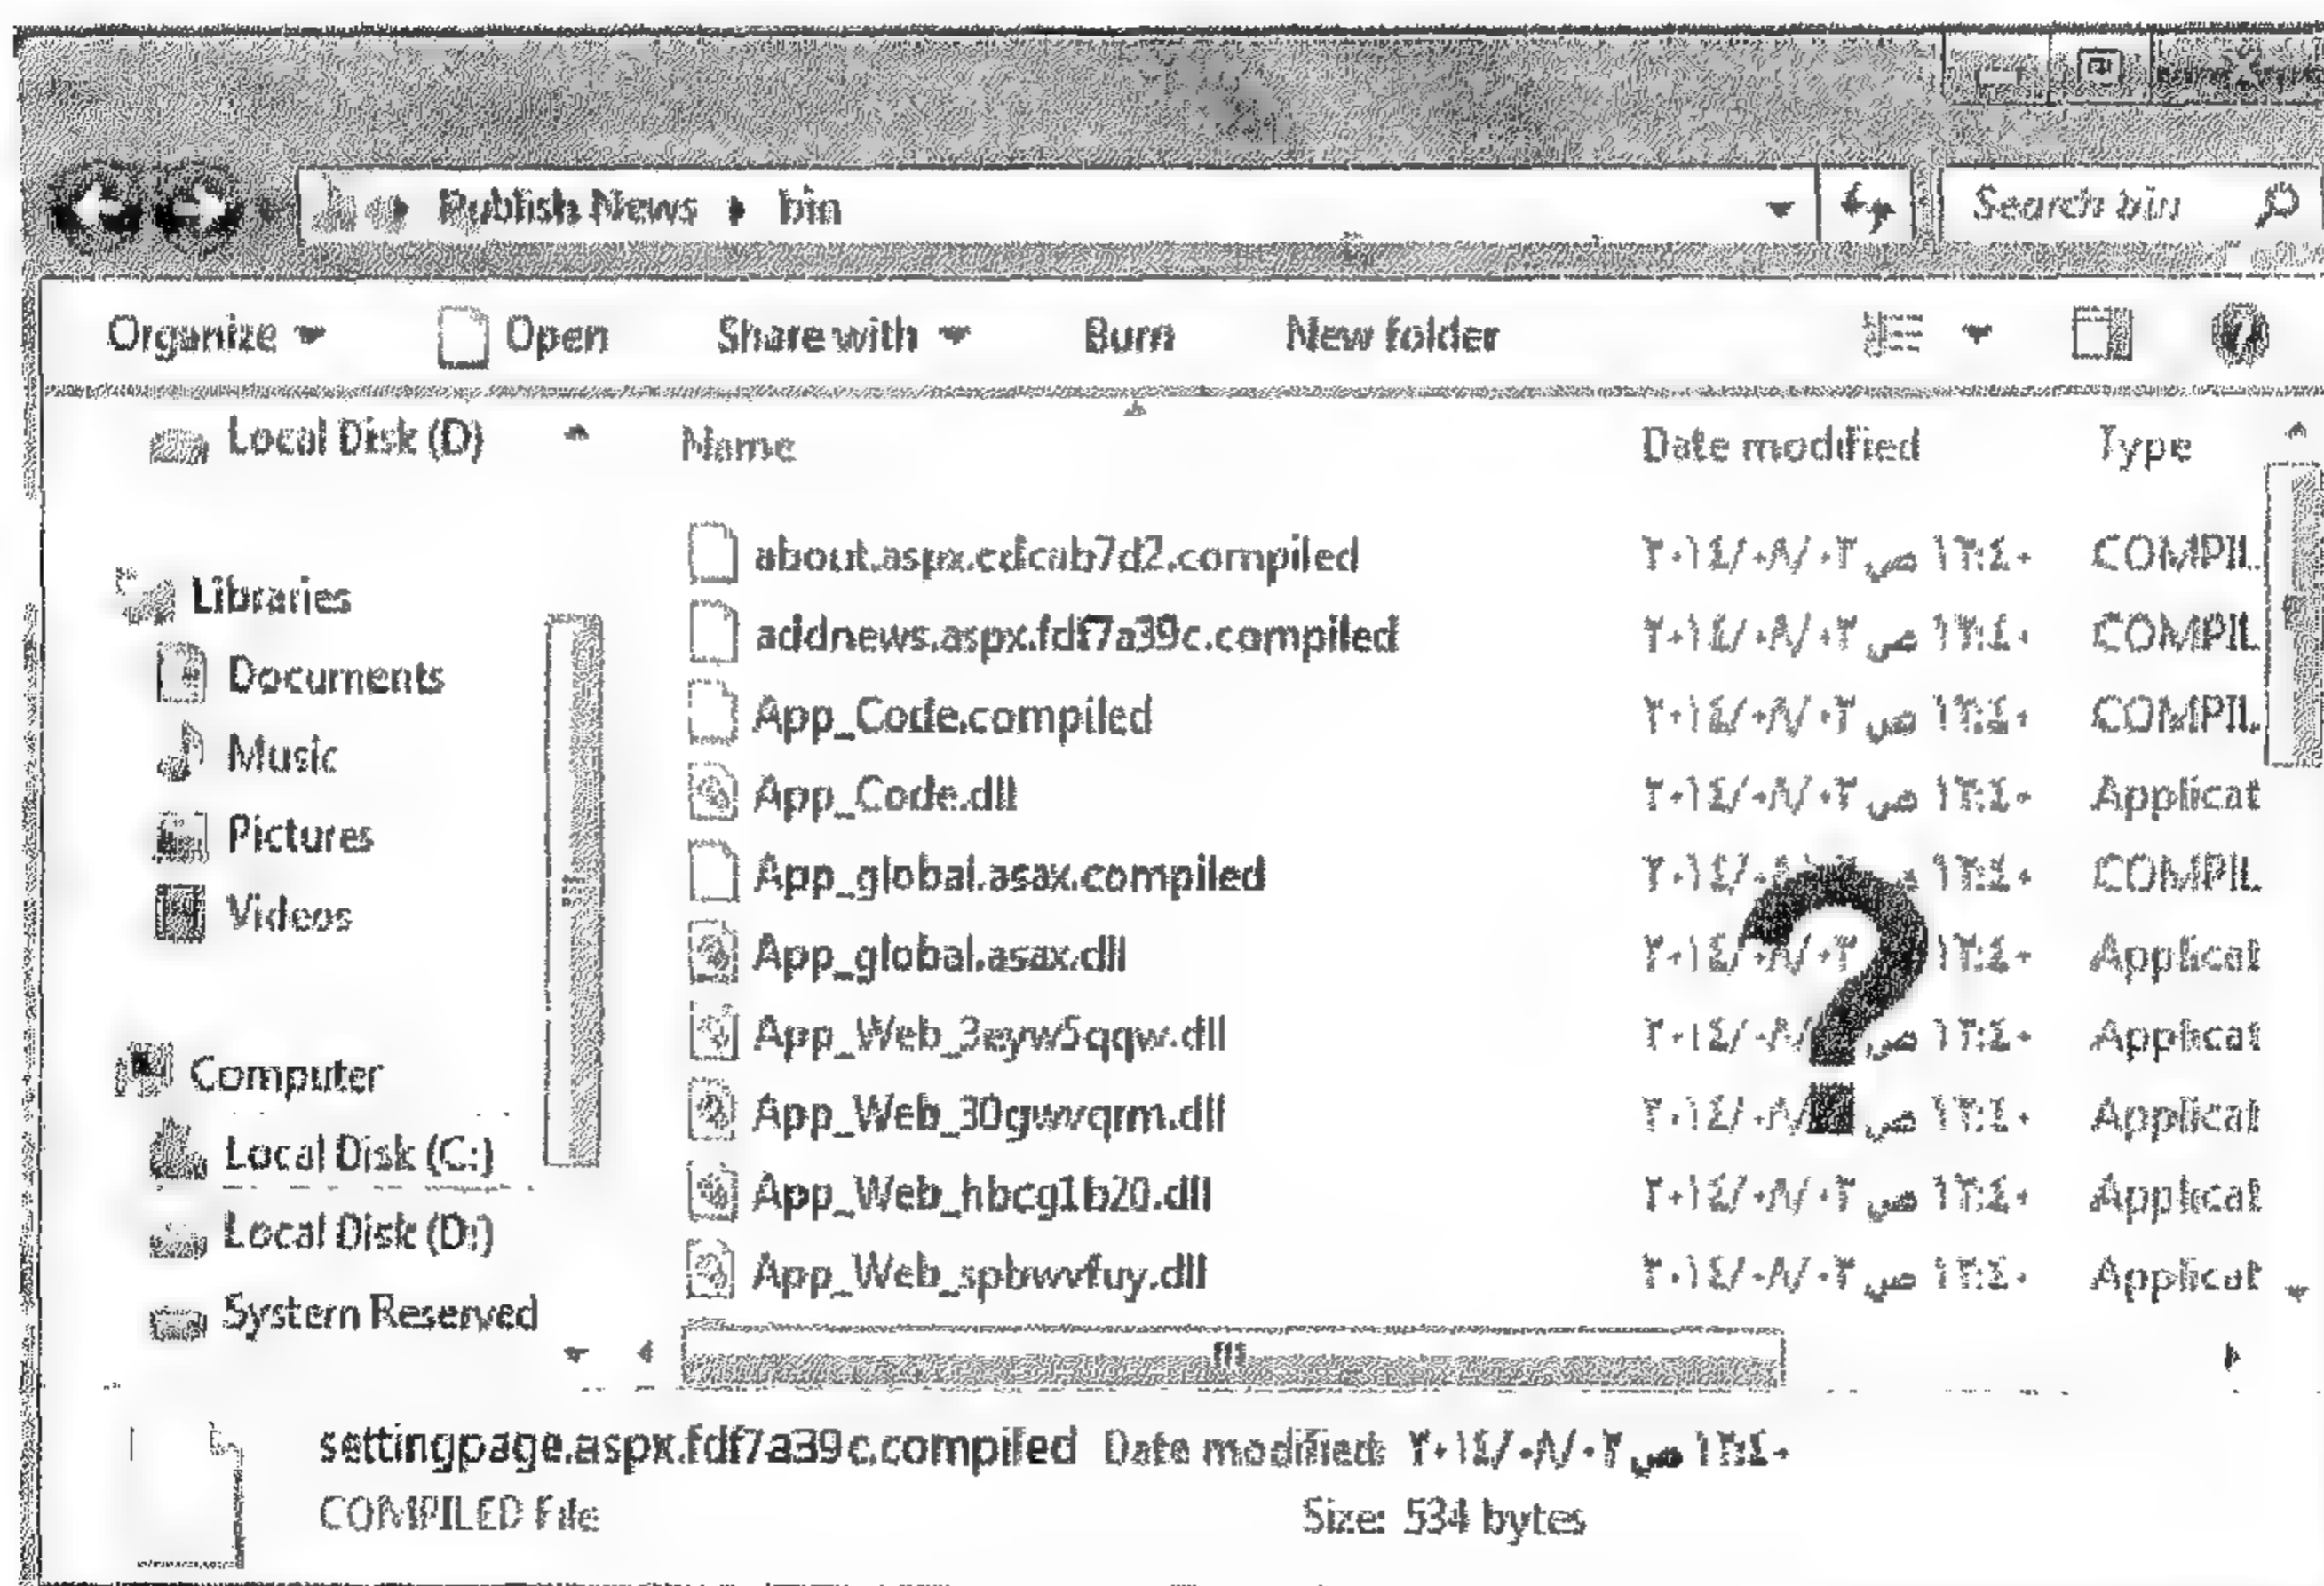 Publish News bin
Search bin
Organize Open Share with Burn New folder
Local Disk (D)
Libraries
Documents
Music
Pictures
Videos
Computer
Local Disk (C:)
Local Disk (D:)
System Reserved
Name Date modified Type
about.aspx.cdcab7d2.compiled COMPIL
addnews.aspx.fdf7a39c.compiled COMPIL
App_Code.compiled COMPIL
App_Code.dll Applicat
App_global.asax.compiled COMPIL
App_global.asax.dll Applicat
App_Web_3eyw5qqw.dll Applicat
App_Web_30gwvqrm.dll Applicat
App_Web_hbcg1b20.dll Applicat
App_Web_spbwvfuy.dll Applicat
?
settingpage.aspx.fdf7a39c.compiled Date modified:
COMPILED File Size: 534 bytes